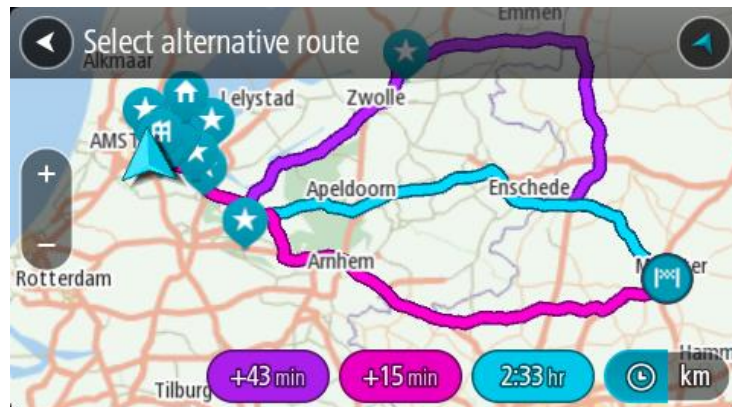 Emmen
Select alternative route
Alkmaar
Lelystad
Zwolle
AMST
+
Apeldoorn
Enschede
−
Arnhem
Rotterdam
M
er
Hamm
Tilburg
+43 min
+15 min
2:33 hr
km